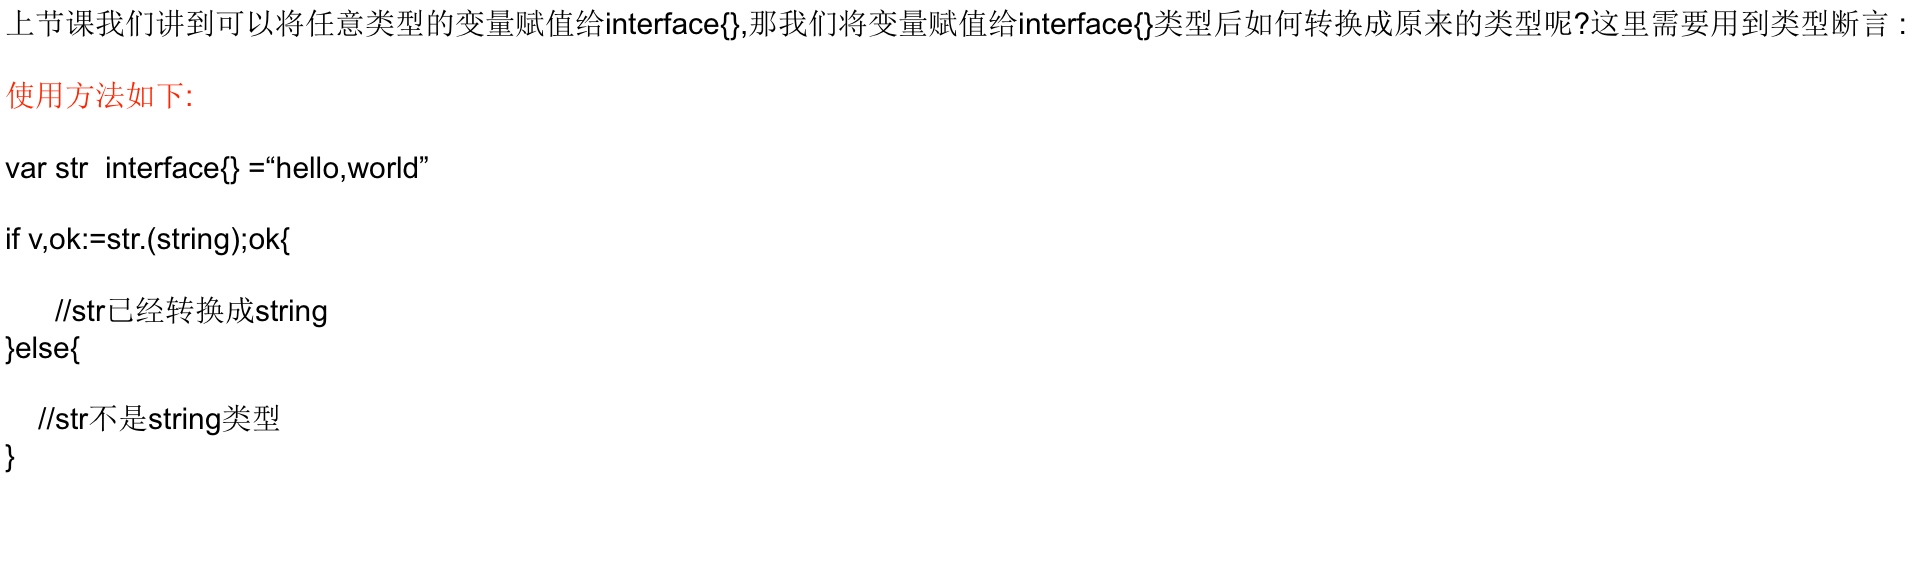 上节课我们讲到可以将任意类型的变量赋值给interface{},那我们将变量赋值给interface{}类型后如何转换成原来的类型呢?这里需要用到类型断言：
使用方法如下:
var str  interface{} =“hello,world”
if v,ok:=str.(string);ok{
//str已经转换成string
}else{
//str不是string类型
}